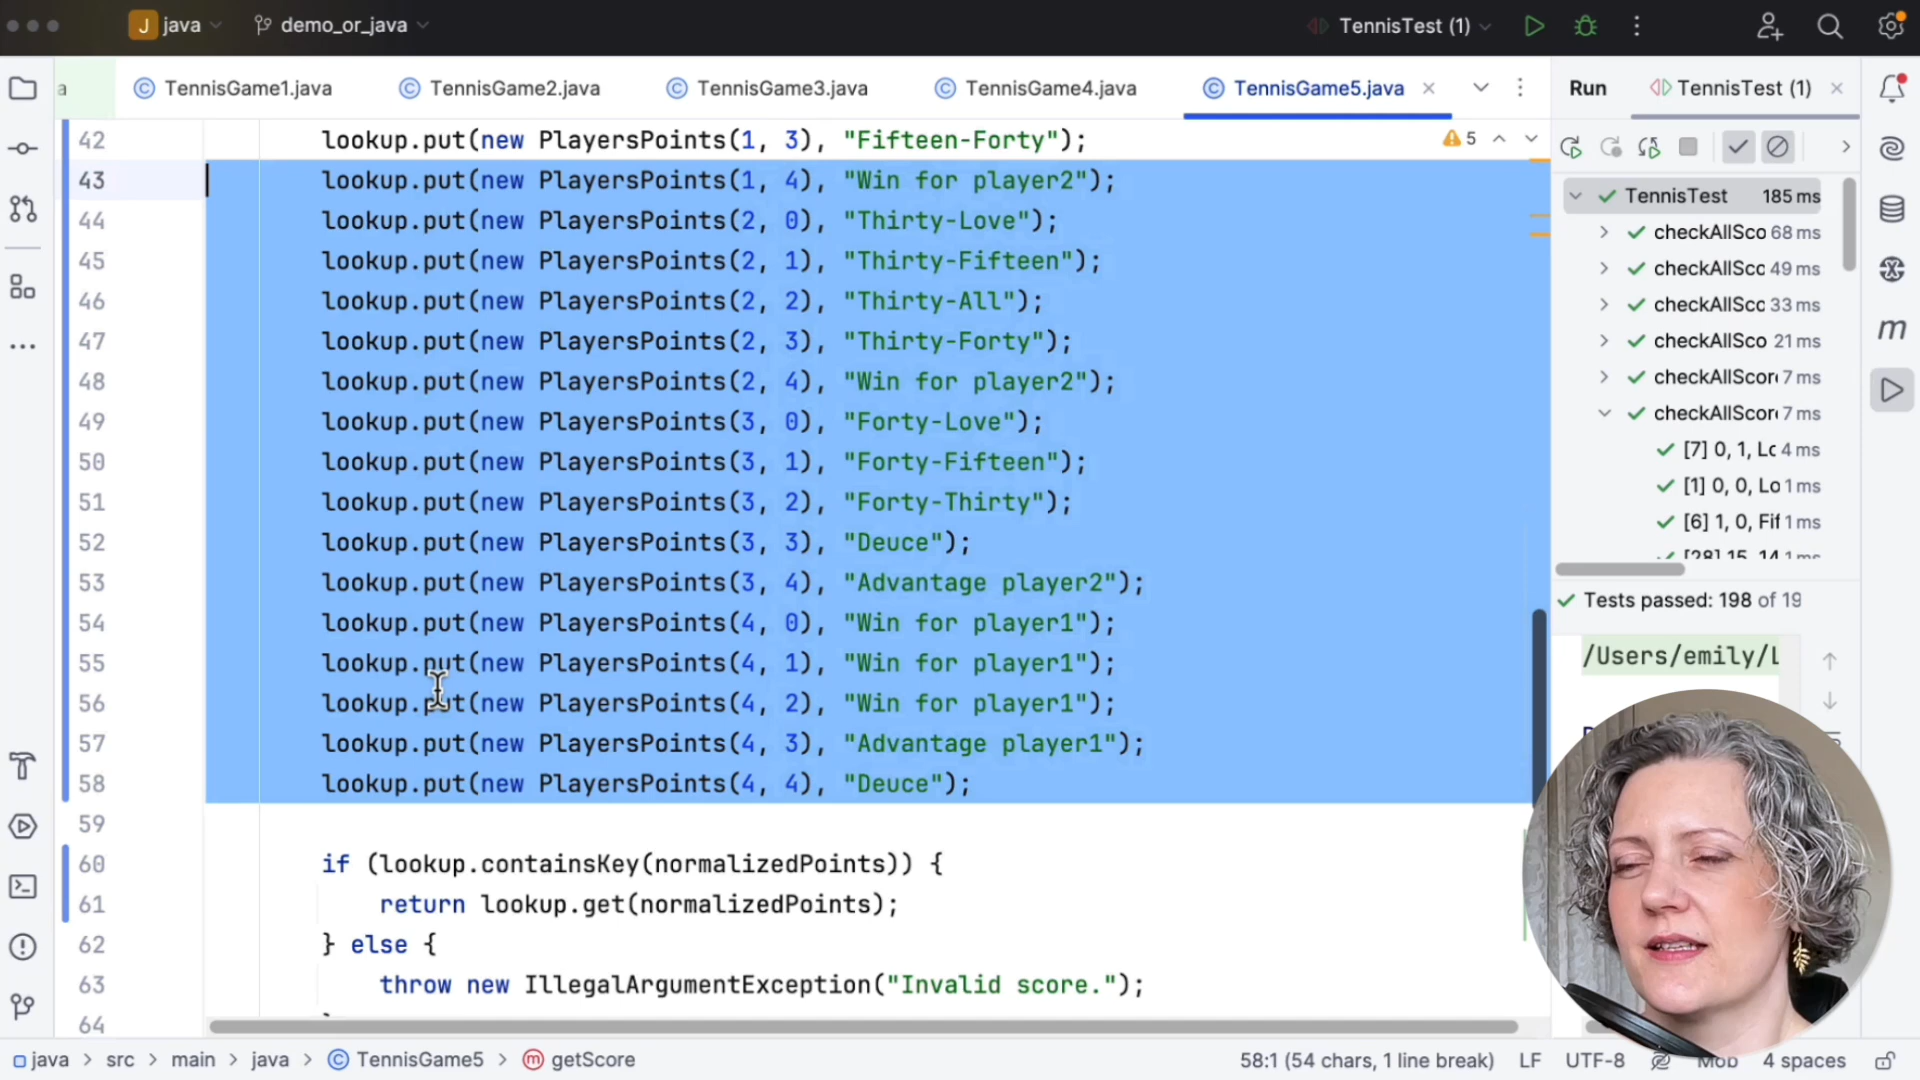 J java demo_or_java TennisTest (1)
a TennisGame1.java TennisGame2.java TennisGame3.java TennisGame4.java TennisGame5.java Run TennisTest (1)
42 lookup.put(new PlayersPoints(1, 3), "Fifteen-Forty"); 5
43 lookup.put(new PlayersPoints(1, 4), "Win for player2");
44 lookup.put(new PlayersPoints(2, 0), "Thirty-Love");
45 lookup.put(new PlayersPoints(2, 1), "Thirty-Fifteen");
46 lookup.put(new PlayersPoints(2, 2), "Thirty-All");
47 lookup.put(new PlayersPoints(2, 3), "Thirty-Forty");
48 lookup.put(new PlayersPoints(2, 4), "Win for player2");
49 lookup.put(new PlayersPoints(3, 0), "Forty-Love");
50 lookup.put(new PlayersPoints(3, 1), "Forty-Fifteen");
51 lookup.put(new PlayersPoints(3, 2), "Forty-Thirty");
52 lookup.put(new PlayersPoints(3, 3), "Deuce");
53 lookup.put(new PlayersPoints(3, 4), "Advantage player2");
54 lookup.put(new PlayersPoints(4, 0), "Win for player1");
55 lookup.put(new PlayersPoints(4, 1), "Win for player1");
56 lookup.put(new PlayersPoints(4, 2), "Win for player1");
57 lookup.put(new PlayersPoints(4, 3), "Advantage player1");
58 lookup.put(new PlayersPoints(4, 4), "Deuce");
59
60 if (lookup.containsKey(normalizedPoints)) {
61 return lookup.get(normalizedPoints);
62 } else {
63 throw new IllegalArgumentException("Invalid score.");
64
TennisTest 185 ms
checkAllSco 68 ms
checkAllSc 49 ms
checkAllSco 33 ms
checkAllSco 21 ms
checkAllScor 7 ms
checkAllScor 7 ms
[7] 0, 1, Lo 4 ms
[1] 0, 0, Lo 1 ms
[6] 1, 0, Fif 1 ms
[28] 15, 14 1 ms
Tests passed: 198 of 19
/Users/emily/L
m
java > src > main > java > TennisGame5 > m getScore 58:1 (54 chars, 1 line break) LF UTF-8 Mob 4 spaces